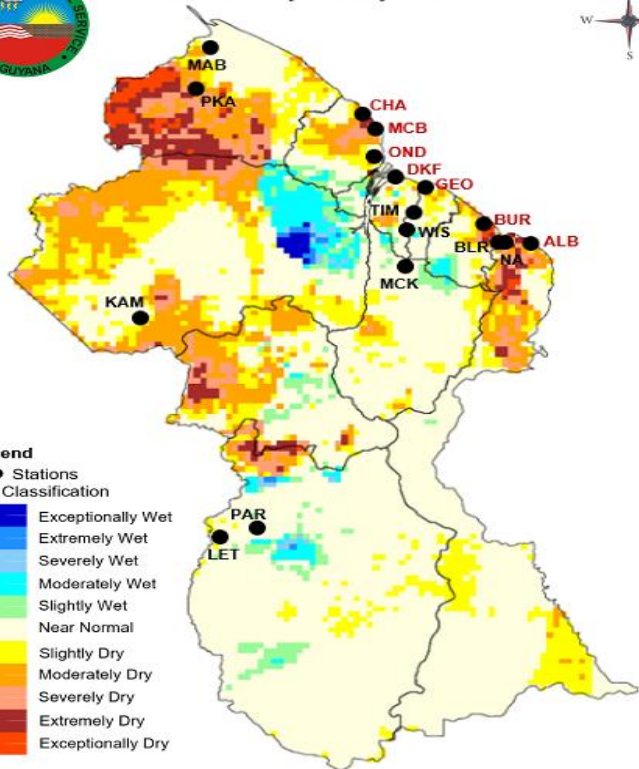 SERVICE
GUYANA
W
S
MAB
PKA
CHA
MCB
OND
DKF
GEO
TIM
WIS
BUR
BLR
NA
ALB
MCK
KAM
end
Stations
Classification
PAR
LET
Exceptionally Wet
Extremely Wet
Severely Wet
Moderately Wet
Slightly Wet
Near Normal
Slightly Dry
Moderately Dry
Severely Dry
Extremely Dry
Exceptionally Dry